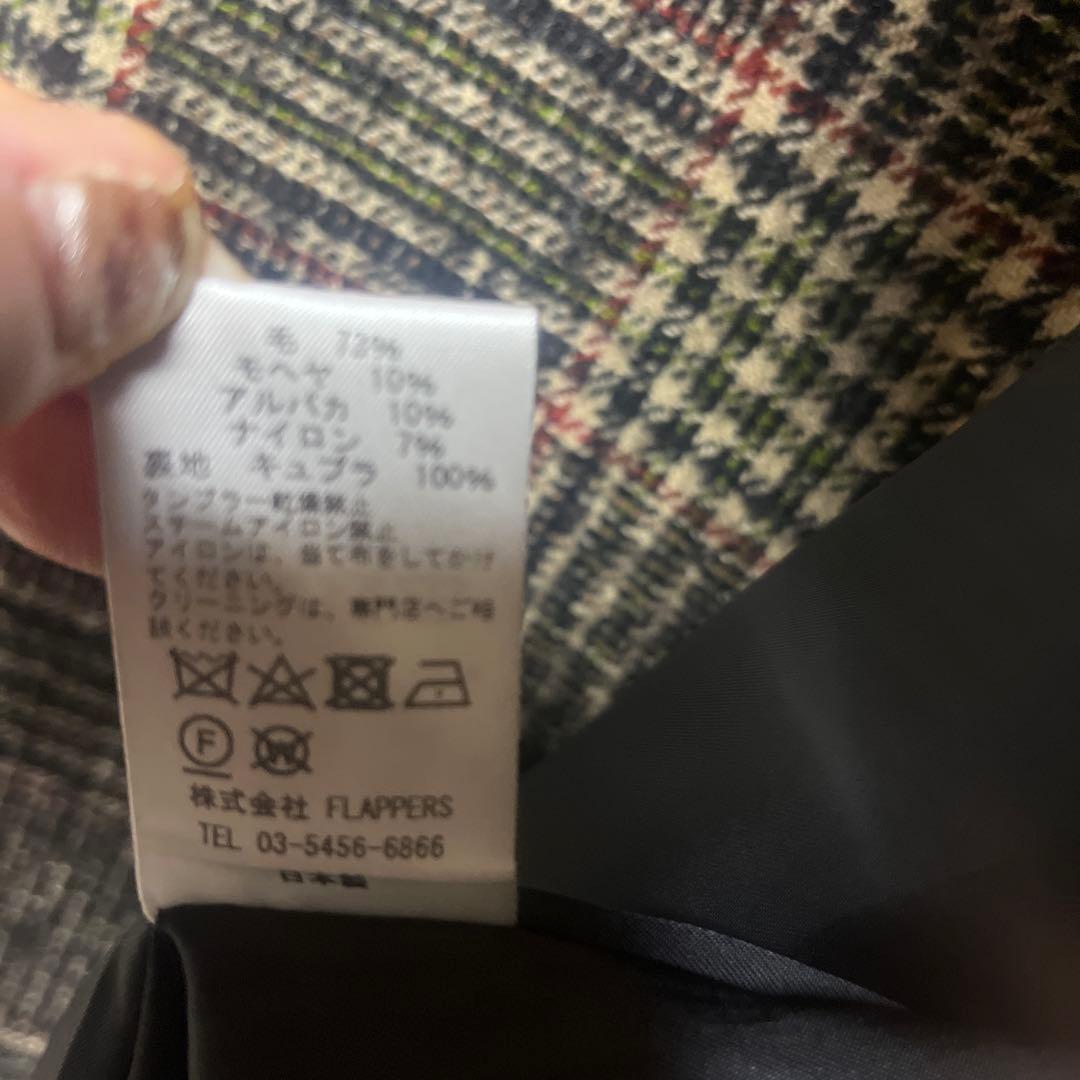 毛 72%
モヘヤ 10%
アルパカ 10%
ナイロン 7%
裏地 キュプラ 100%
タンブラー乾燥禁止
スチームアイロン禁止
アイロンは、当て布をしてかけ
てください。
クリーニングは、専門店へご相
談ください。
F W
株式会社 FLAPPERS
TEL 03-5456-6866
日本製